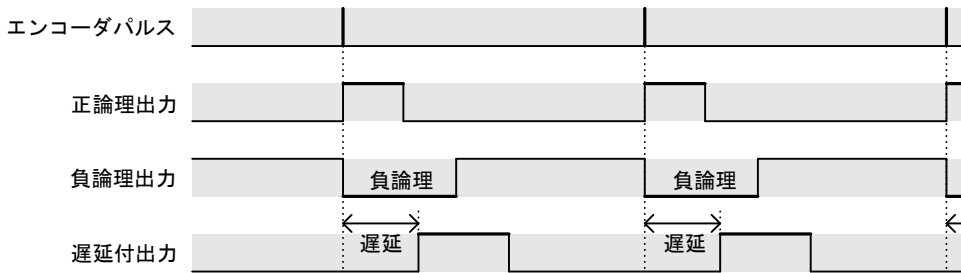 エンコーダパルス
正論理出力
負論理出力
負論理
負論理
遅延
遅延
遅延付出力